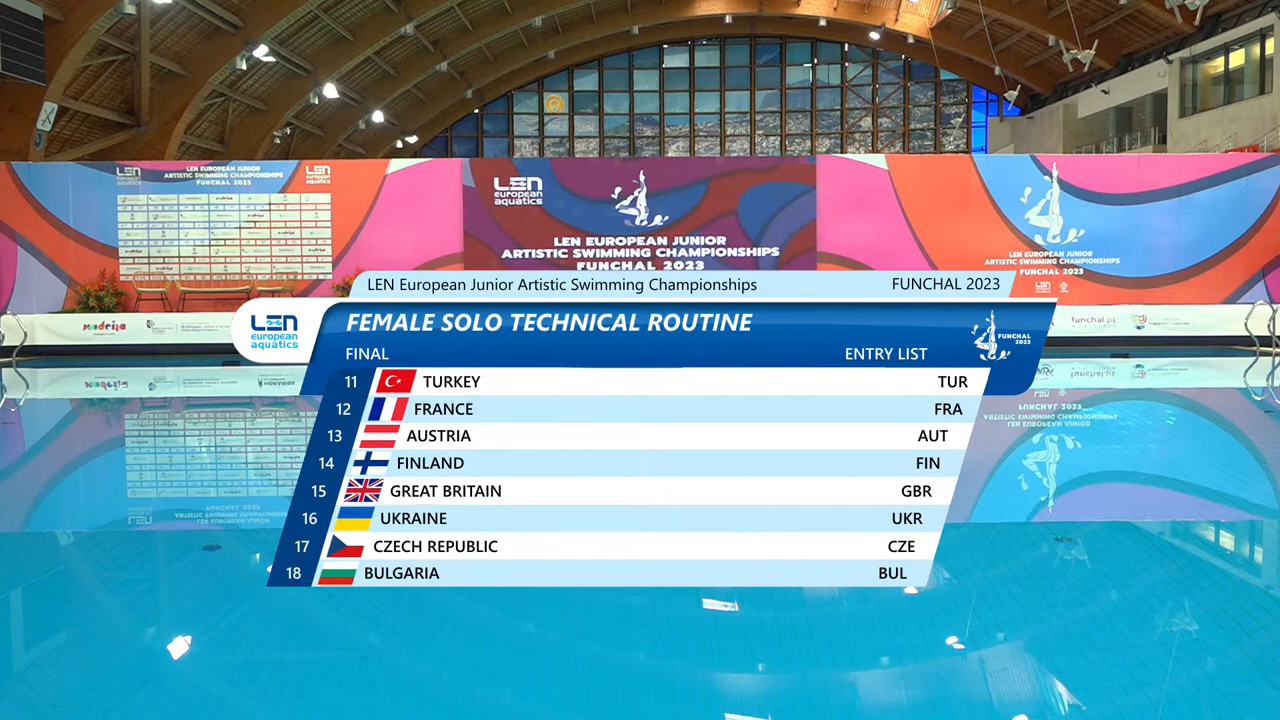 LEN EUROPEAN JUNIOR
ARTISTIC SWIMMING CHAMPIONSHIPS
FUNCHAL 2023
LEN
european
aquatics
LEN EUROPEAN JUNIOR
ARTISTIC SWIMMING CHAMPIONSHIPS
FUNCHAL 2023
LEN EUROPEAN JUNIOR
ARTISTIC SWIMMING CHAMPIONSHIPS
FUNCHAL 2023
madeira
funchal.pt
LEN European Junior Artistic Swimming Championships FUNCHAL 2023
LEN
european
aquatics
FEMALE SOLO TECHNICAL ROUTINE
FUNCHAL
2023
FINAL ENTRY LIST
11 TURKEY TUR
12 FRANCE FRA
13 AUSTRIA AUT
14 FINLAND FIN
15 GREAT BRITAIN GBR
16 UKRAINE UKR
17 CZECH REPUBLIC CZE
18 BULGARIA BUL